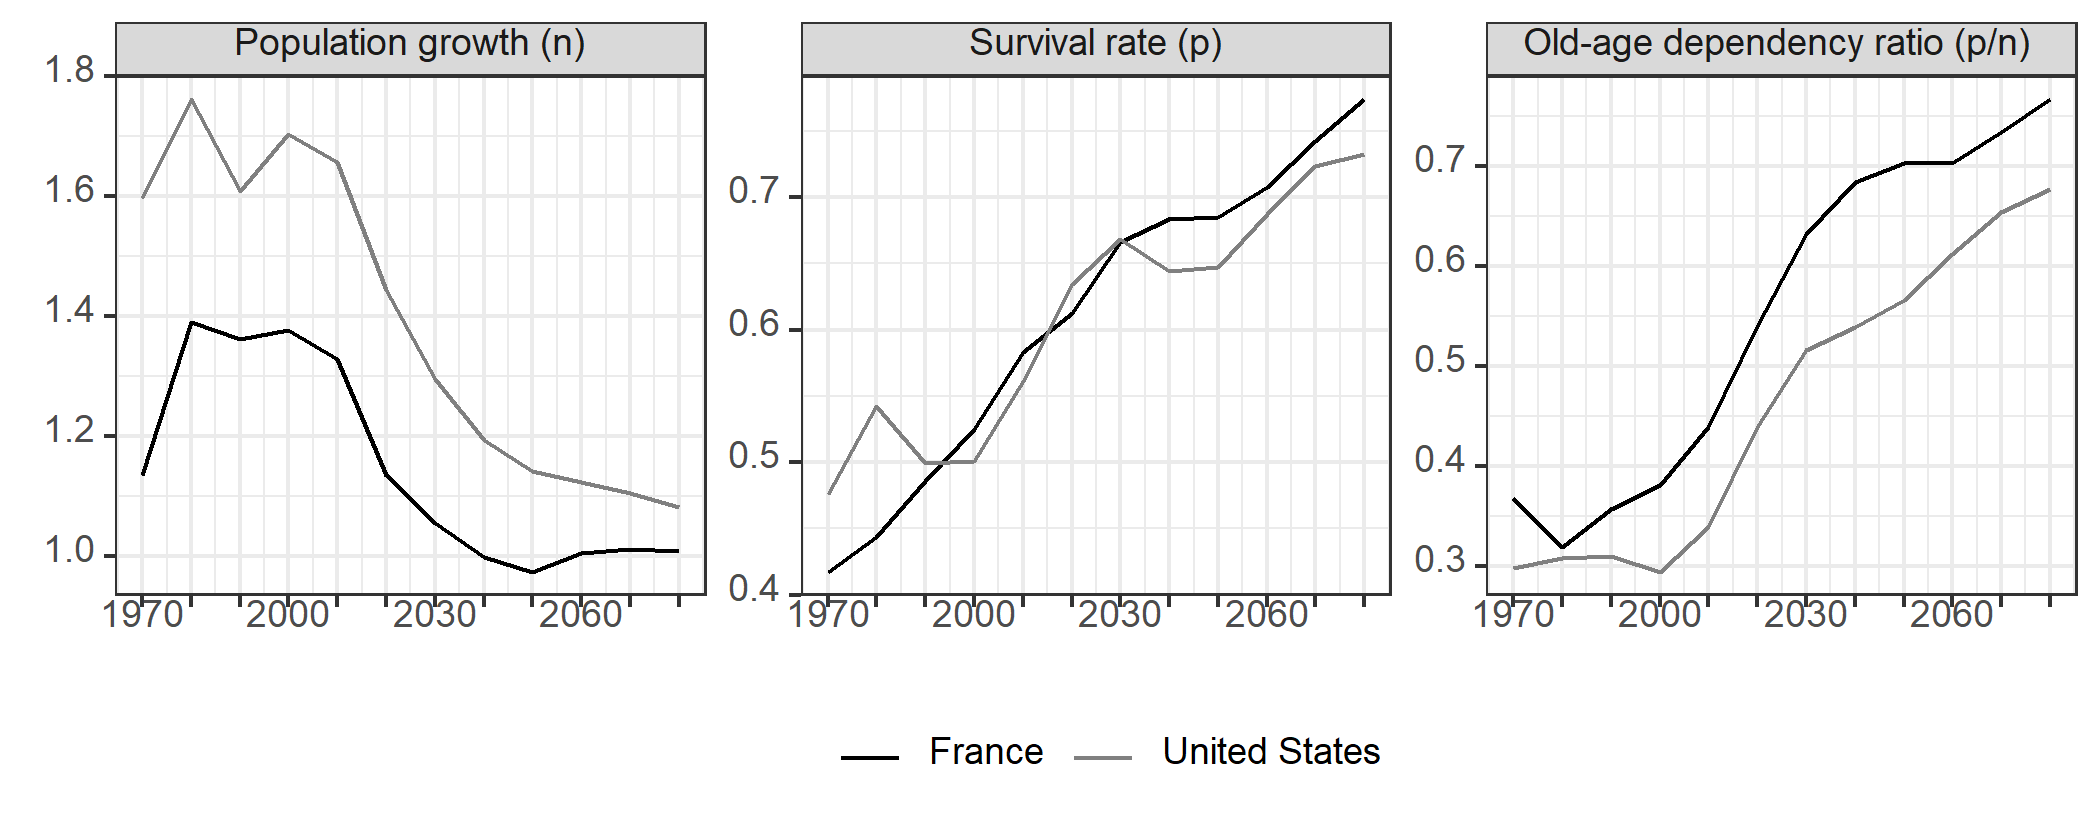 Population growth (n)
Survival rate (p)
Old-age dependency ratio (p/n)
1.8
1.6
1.4
1.2
1.0
0.7
0.6
0.5
0.4
0.7
0.6
0.5
0.4
0.3
1970 2000 2030 2060
1970 2000 2030 2060
1970 2000 2030 2060
France United States